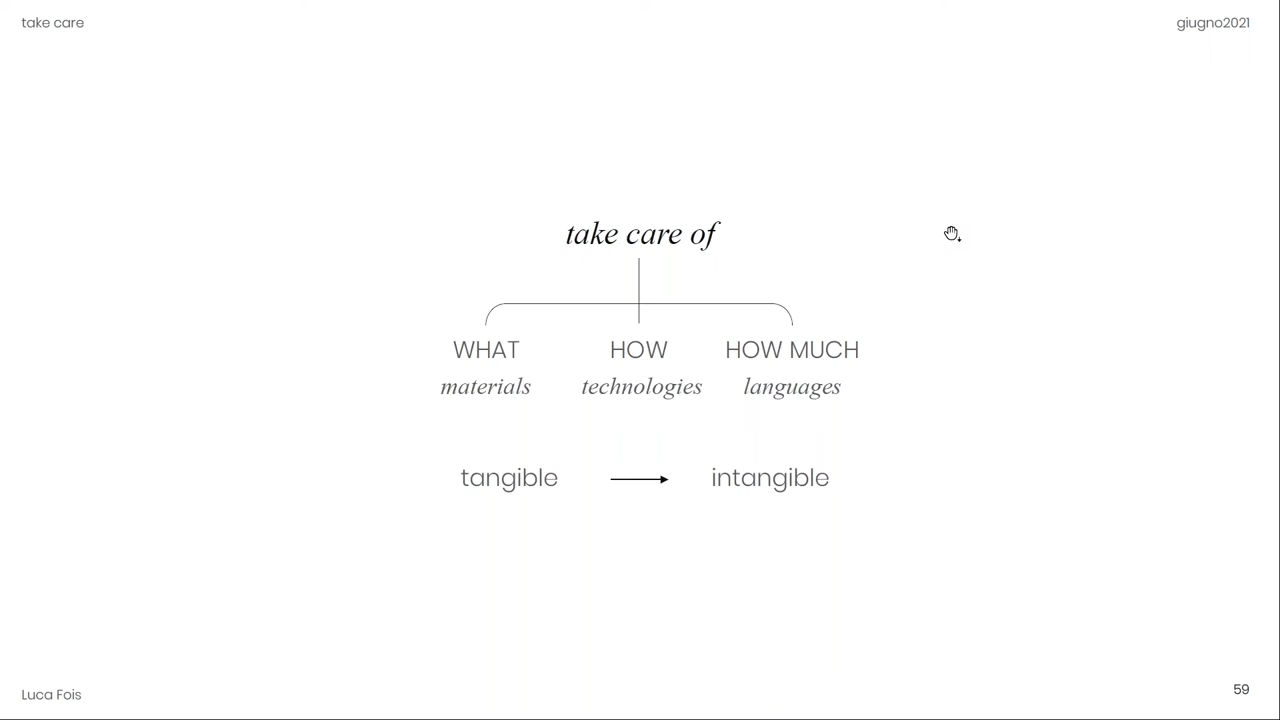 take care
giugno2021
take care of
WHAT HOW HOW MUCH
materials technologies languages
tangible intangible
Luca Fois
59